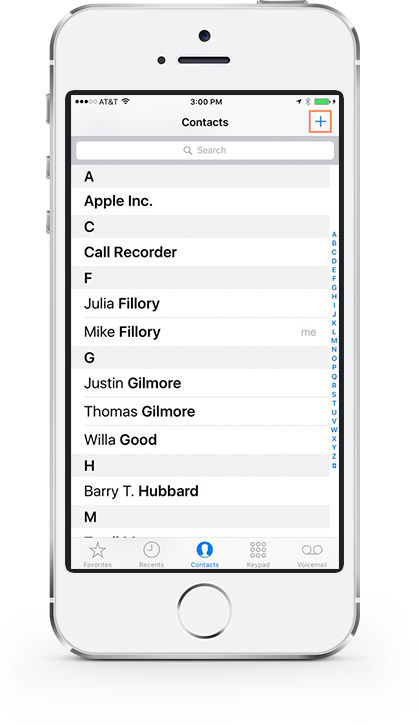 AT&T 3:00 PM
Contacts
Search
A
Apple Inc.
C
Call Recorder
F
Julia Fillory
Mike Fillory me
G
Justin Gilmore
Thomas Gilmore
Willa Good
H
Barry T. Hubbard
M
A
B
C
D
E
F
G
H
I
J
K
L
M
N
O
P
Q
R
S
T
U
V
W
X
Y
Z
#
Favorites Recents Contacts Keypad Voicemail